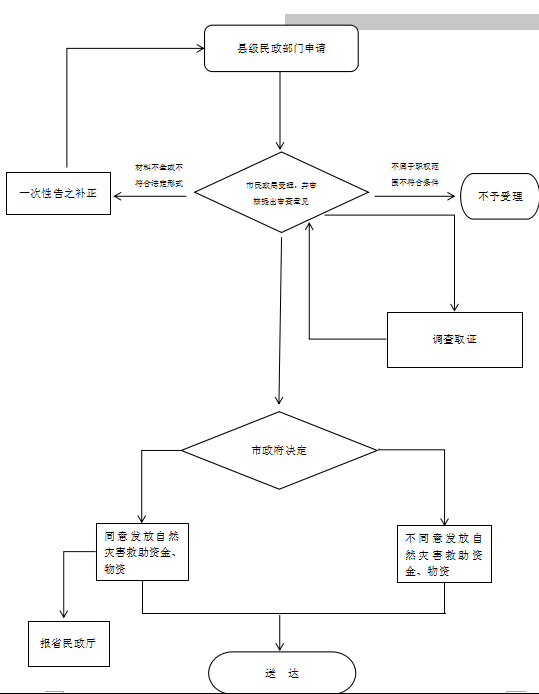 县级民政部门申请
材料不全或不
符合法定形式
不属于职权范
围不符合条件
一次性告之补正
市民政局受理，并审
核提出审查意见
不予受理
调查取证
市政府决定
同意发放自然
灾害救助资金、
物资
不同意发放自
然灾害救助资
金、物资
报省民政厅
送 达